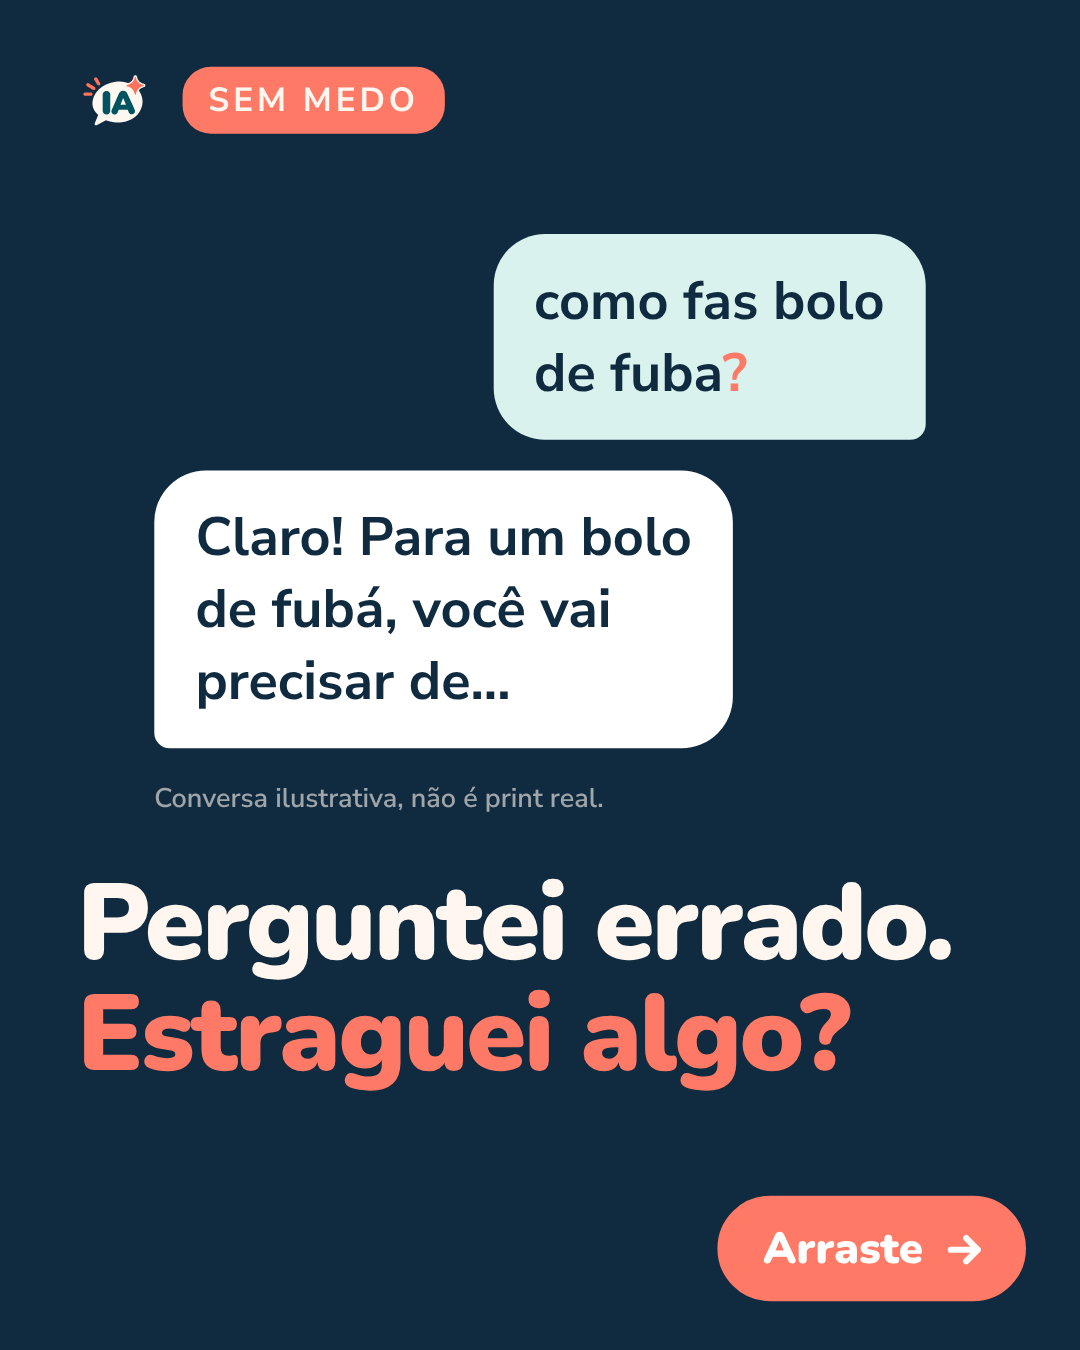 IA
SEM MEDO
como fas bolo
de fuba?
Claro! Para um bolo
de fubá, você vai
precisar de...
Conversa ilustrativa, não é print real.
Perguntei errado.
Estraguei algo?
Arraste →